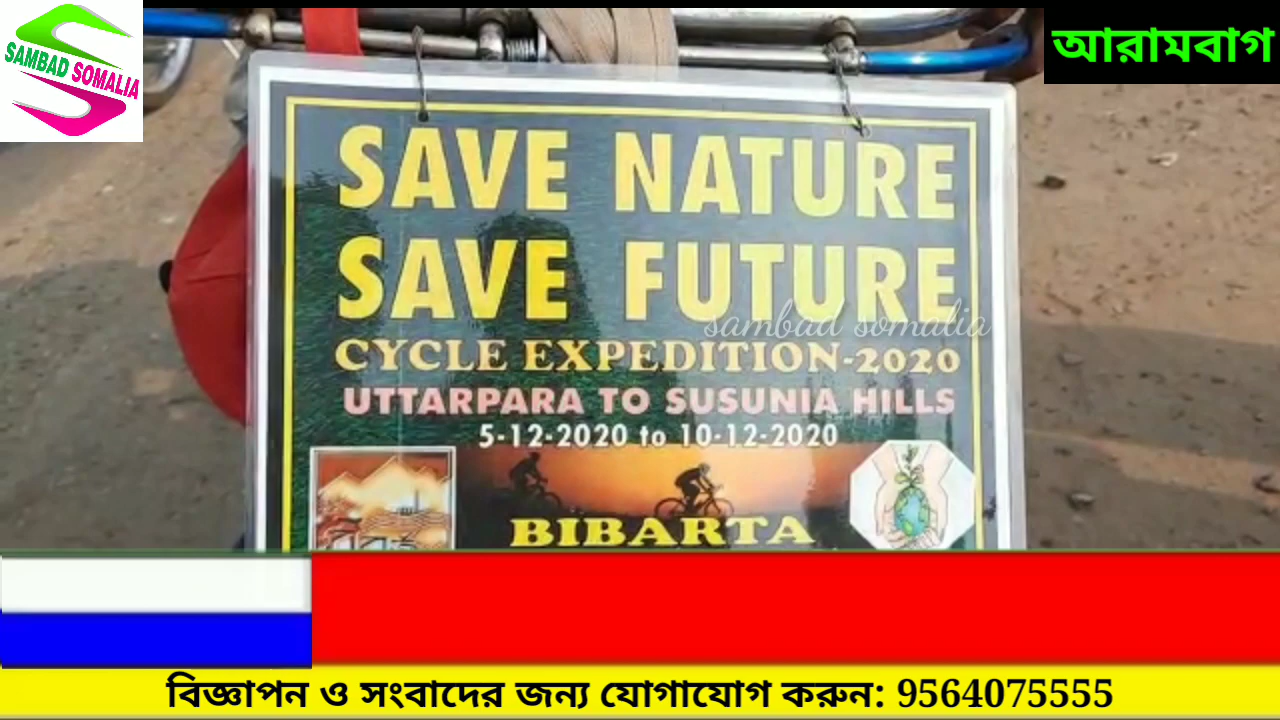 SAMBAD SOMALIA
আরামবাগ
SAVE NATURE
SAVE FUTURE
sambad somalia
CYCLE EXPEDITION-2020
UTTARPARA TO SUSUNIA HILLS
5-12-2020 to 10-12-2020
BIBARTA
বিজ্ঞাপন ও সংবাদের জন্য যোগাযোগ করুন: 9564075555